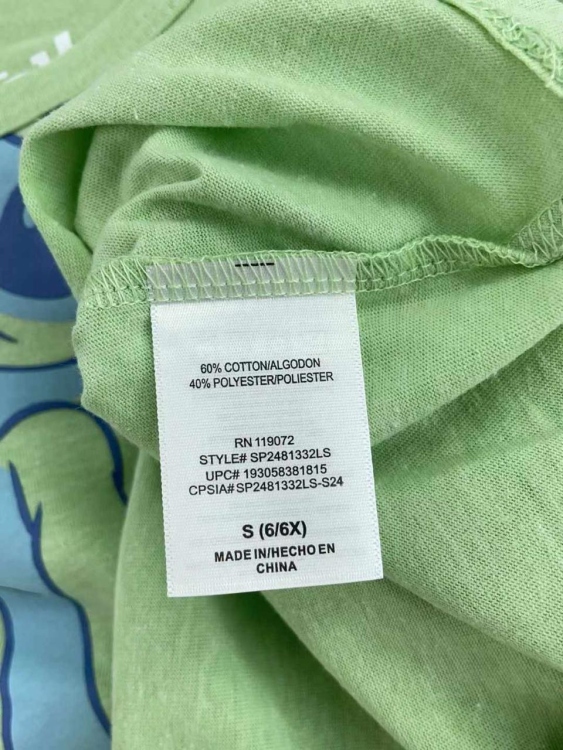 60% COTTON/ALGODON
40% POLYESTER/POLIESTER
RN 119072
STYLE# SP2481332LS
UPC# 193058381815
CPSIA# SP2481332LS-S24
S (6/6X)
MADE IN/HECHO EN
CHINA